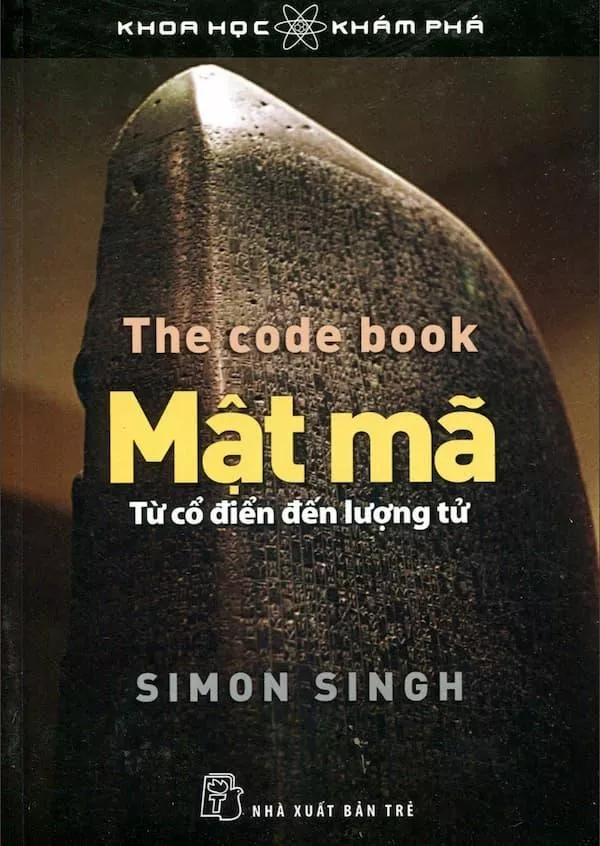 KHOA HỌC KHÁM PHÁ
The code book
Mật mã
Từ cổ điển đến lượng tử
SIMON SINGH
T
NHÀ XUẤT BẢN TRẺ